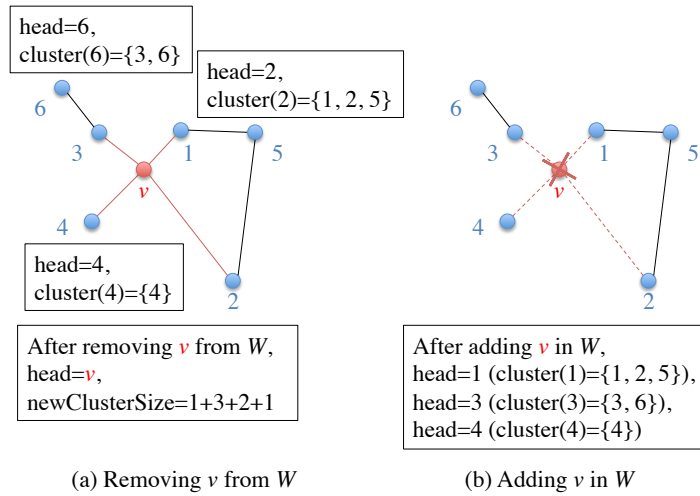 head=6,
cluster(6)={3, 6}
head=2,
cluster(2)={1, 2, 5}
6
3
1
5
v
4
head=4,
cluster(4)={4}
2
After removing v from W,
head=v,
newClusterSize=1+3+2+1
(a) Removing v from W
6
3
1
5
v
4
2
After adding v in W,
head=1 (cluster(1)={1, 2, 5}),
head=3 (cluster(3)={3, 6}),
head=4 (cluster(4)={4})
(b) Adding v in W